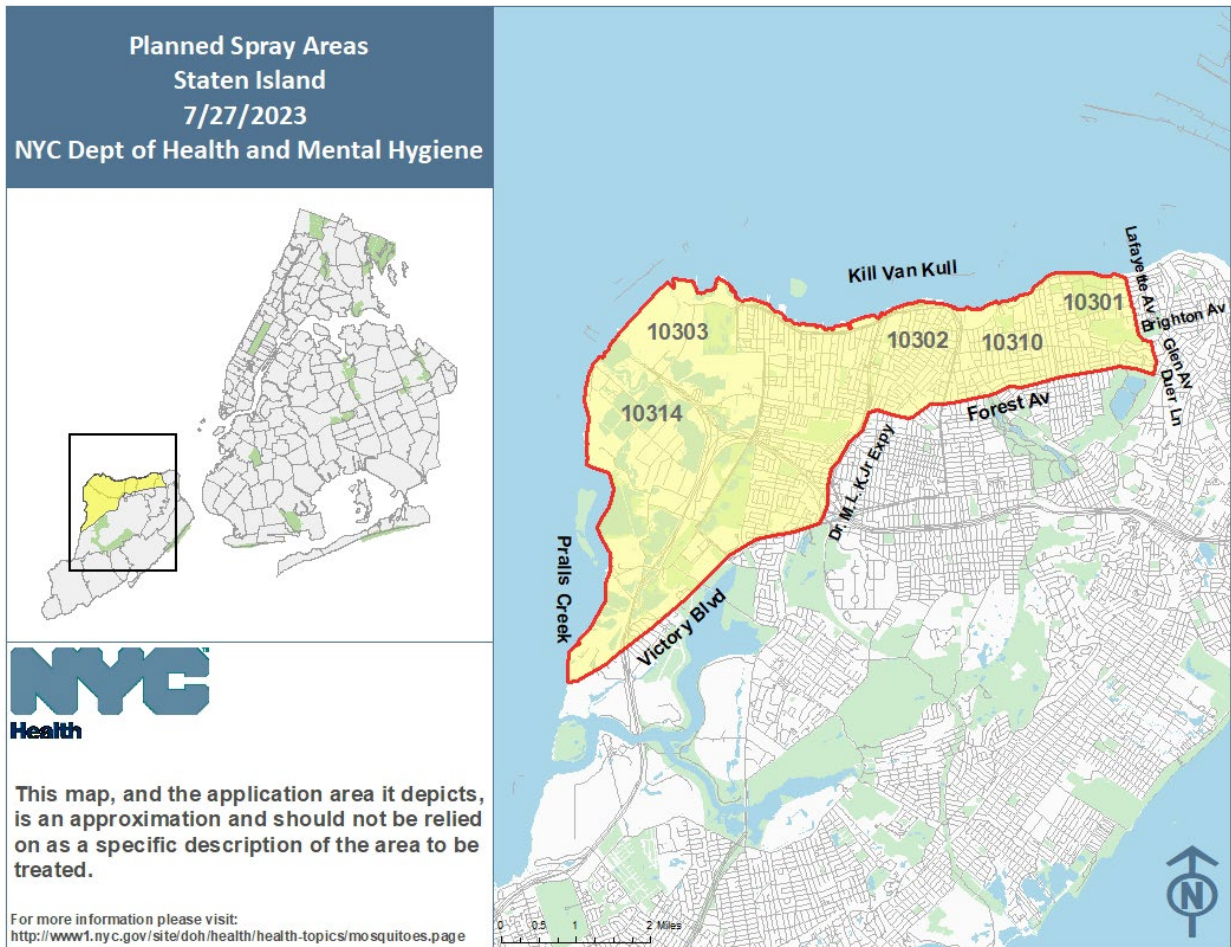 Planned Spray Areas
Staten Island
7/27/2023
NYC Dept of Health and Mental Hygiene
NYC
TM
Health
This map, and the application area it depicts,
is an approximation and should not be relied
on as a specific description of the area to be
treated.
For more information please visit:
http://www1.nyc.gov/site/doh/health/health-topics/mosquitoes.page
Kill Van Kull
Lafayette Av
Brighton Av
Glen Av
Duer Ln
10303
10302
10310
10301
10314
Forest Av
Dr. M. L. K Jr Expy
Pralls Creek
Victory Blvd
0 0.5 1 2 Miles
N